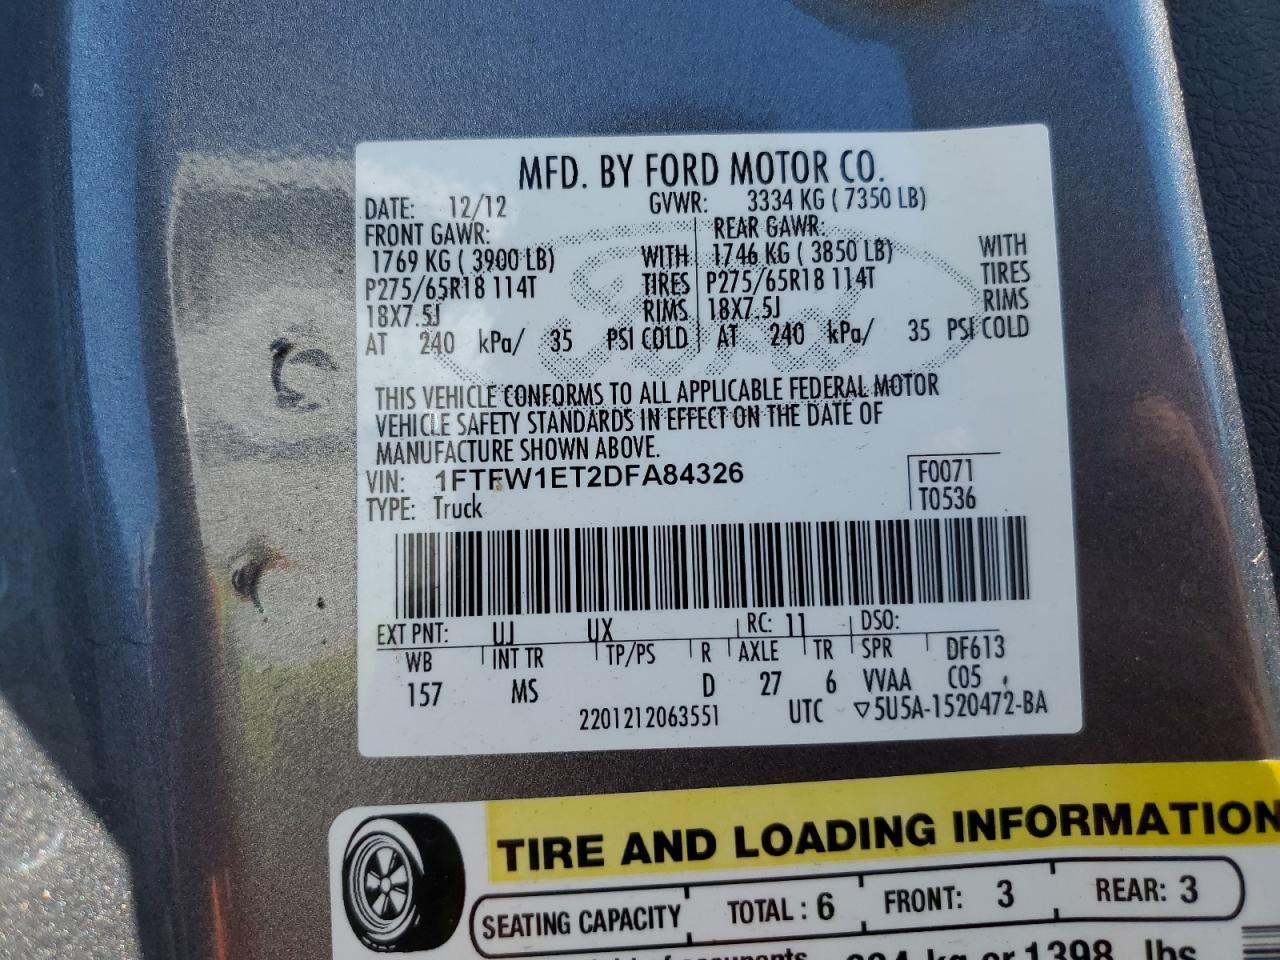 MFD. BY FORD MOTOR CO.
DATE: 12/12 GVWR: 3334 KG ( 7350 LB)
FRONT GAWR: REAR GAWR:
1769 KG ( 3900 LB) WITH 1746 KG ( 3850 LB) WITH
P275/65R18 114T TIRES P275/65R18 114T TIRES
18X7.5J RIMS 18X7.5J RIMS
AT 240 kPa/ 35 PSI COLD AT 240 kPa/ 35 PSI COLD
THIS VEHICLE CONFORMS TO ALL APPLICABLE FEDERAL MOTOR
VEHICLE SAFETY STANDARDS IN EFFECT ON THE DATE OF
MANUFACTURE SHOWN ABOVE.
VIN: 1FTFW1ET2DFA84326 F0071
TYPE: Truck T0536
EXT PNT: UJ UX RC: 11 DSO:
WB INT TR TP/PS R AXLE TR SPR DF613
157 MS D 27 6 VVAA C05
2201212063551 UTC ▽5U5A-1520472-BA
TIRE AND LOADING INFORMATION
SEATING CAPACITY TOTAL : 6 FRONT: 3 REAR: 3
of occupants kg or 1398 lbs